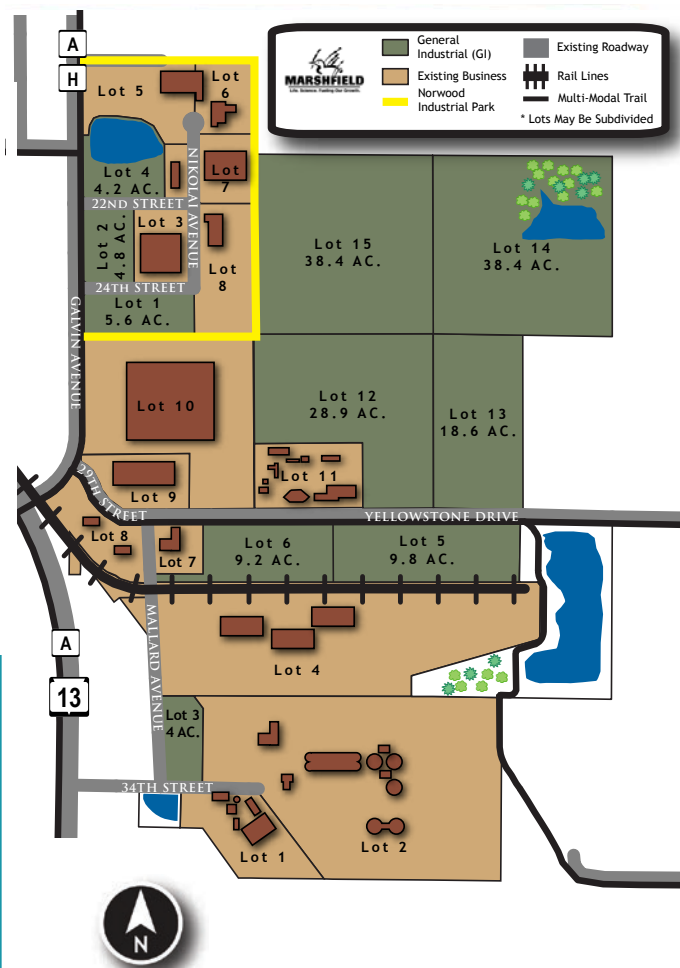 A
H
MARSHFIELD
Life. Science. Fueling Our Growth.
General
Industrial (GI)
Existing Business
Norwood
Industrial Park
Existing Roadway
Rail Lines
Multi-Modal Trail
* Lots May Be Subdivided
Lot 5
Lot
6
Lot 4
4.2 AC.
Lot
7
22ND STREET
NIKOLAI AVENUE
Lot 2
4.8 AC.
Lot 3
Lot
8
24TH STREET
Lot 1
5.6 AC.
Lot 15
38.4 AC.
Lot 14
38.4 AC.
GALVIN AVENUE
Lot 10
Lot 12
28.9 AC.
Lot 13
18.6 AC.
Lot 9
Lot 11
29TH STREET
YELLOWSTONE DRIVE
Lot 8
Lot 7
Lot 6
9.2 AC.
Lot 5
9.8 AC.
MALLARD AVENUE
A
13
Lot 4
Lot 3
4 AC.
34TH STREET
Lot 1
Lot 2
N